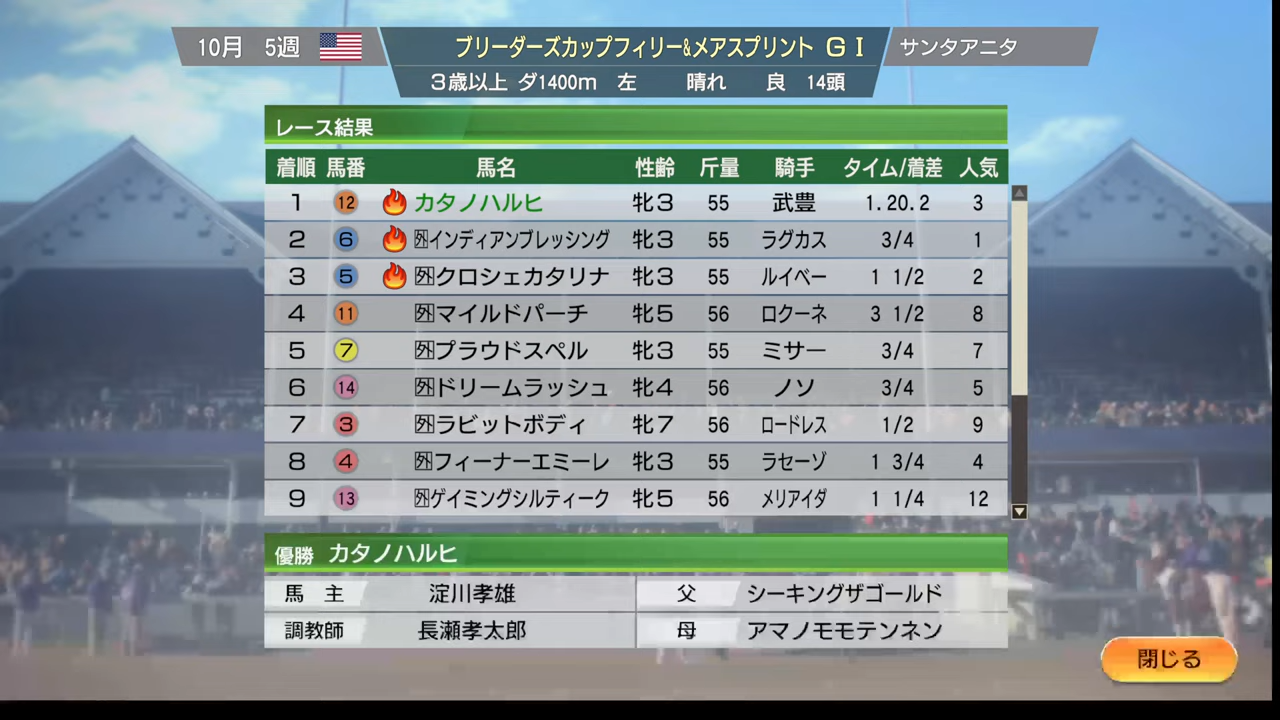 10月 5週 ブリーダーズカップフィリー&メアスプリント GⅠ サンタアニタ
3歳以上 ダ1400m 左 晴れ 良 14頭
レース結果
着順 馬番 馬名 性齢 斤量 騎手 タイム/着差 人気
1 12 カタノハルヒ 牝3 55 武豊 1.20.2 3
2 6 外インディアンブレッシング 牝3 55 ラグカス 3/4 1
3 5 外クロシェカタリナ 牝3 55 ルイベー 1 1/2 2
4 11 外マイルドパーチ 牝5 56 ロクーネ 3 1/2 8
5 7 外プラウドスペル 牝3 55 ミサー 3/4 7
6 14 外ドリームラッシュ 牝4 56 ノソ 3/4 5
7 3 外ラビットボディ 牝7 56 ロードレス 1/2 9
8 4 外フィーナーエミーレ 牝3 55 ラセーゾ 1 3/4 4
9 13 外ゲイミングシルティーク 牝5 56 メリアイダ 1 1/4 12
優勝 カタノハルヒ
馬主 淀川孝雄 父 シーキングザゴールド
調教師 長瀬孝太郎 母 アマノモモテンネン
閉じる